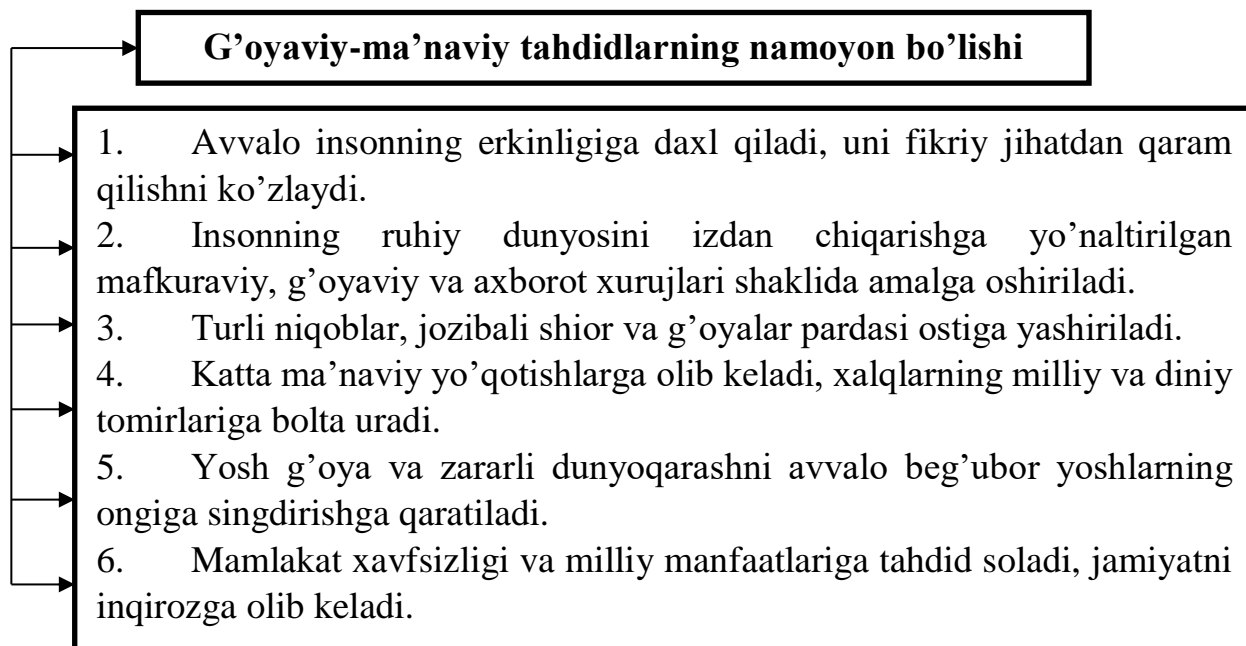 G’oyaviy-ma’naviy tahdidlarning namoyon bo’lishi
1. Avvalo insonning erkinligiga daxl qiladi, uni fikriy jihatdan qaram
qilishni ko’zlaydi.
2. Insonning ruhiy dunyosini izdan chiqarishga yo’naltirilgan
mafkuraviy, g’oyaviy va axborot xurujlari shaklida amalga oshiriladi.
3. Turli niqoblar, jozibali shior va g’oyalar pardasi ostiga yashiriladi.
4. Katta ma’naviy yo’qotishlarga olib keladi, xalqlarning milliy va diniy
tomirlariga bolta uradi.
5. Yosh g’oya va zararli dunyoqarashni avvalo beg’ubor yoshlarning
ongiga singdirishga qaratiladi.
6. Mamlakat xavfsizligi va milliy manfaatlariga tahdid soladi, jamiyatni
inqirozga olib keladi.